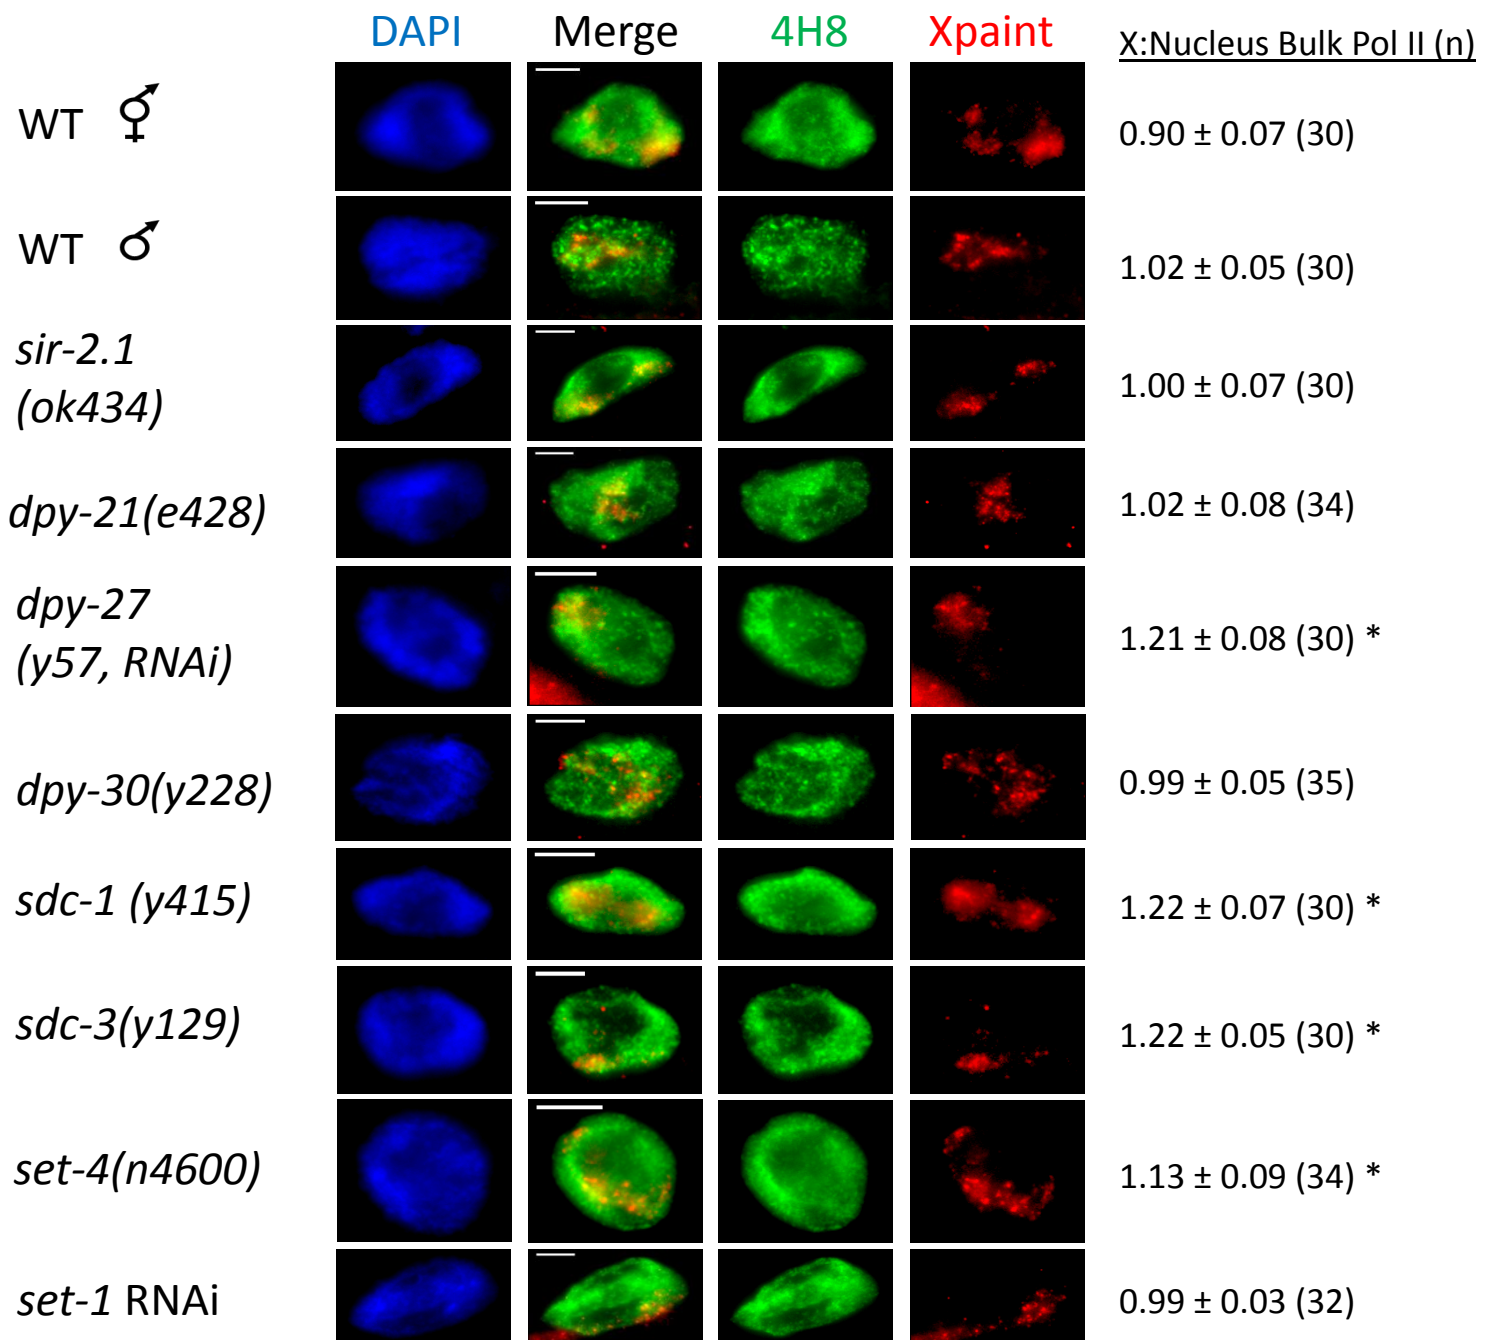 DAPI Merge 4H8 Xpaint X:Nucleus Bulk Pol II (n)
WT ⚥ 0.90 ± 0.07 (30)
WT ♂ 1.02 ± 0.05 (30)
sir-2.1
(ok434) 1.00 ± 0.07 (30)
dpy-21(e428) 1.02 ± 0.08 (34)
dpy-27
(y57, RNAi) 1.21 ± 0.08 (30) *
dpy-30(y228) 0.99 ± 0.05 (35)
sdc-1 (y415) 1.22 ± 0.07 (30) *
sdc-3(y129) 1.22 ± 0.05 (30) *
set-4(n4600) 1.13 ± 0.09 (34) *
set-1 RNAi 0.99 ± 0.03 (32)